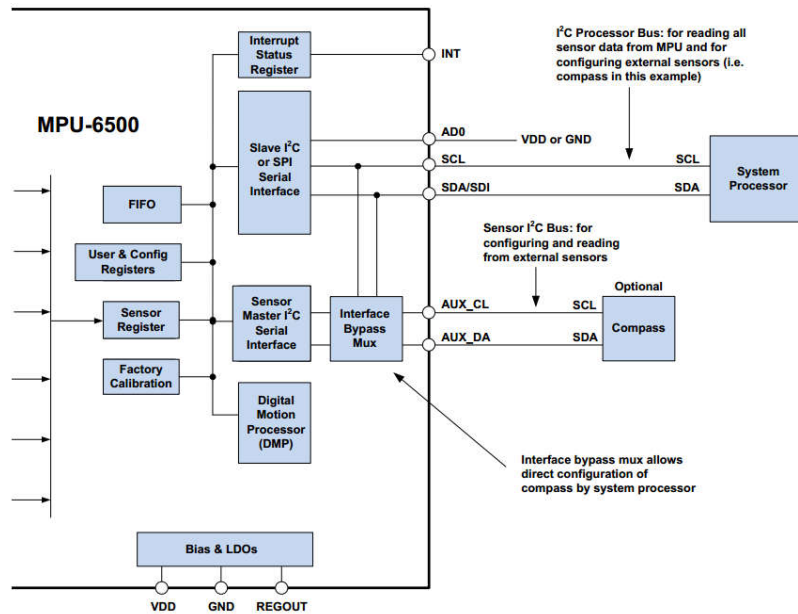 Interrupt
Status
Register
INT
I²C Processor Bus: for reading all
sensor data from MPU and for
configuring external sensors (i.e.
compass in this example)
MPU-6500
Slave I²C
or SPI
Serial
Interface
AD0
VDD or GND
SCL
SCL
SDA/SDI
SDA
System
Processor
FIFO
User & Config
Registers
Sensor I²C Bus: for
configuring and reading
from external sensors
Sensor
Register
Sensor
Master I²C
Serial
Interface
Interface
Bypass
Mux
AUX_CL
SCL
AUX_DA
SDA
Optional
Compass
Factory
Calibration
Digital
Motion
Processor
(DMP)
Interface bypass mux allows
direct configuration of
compass by system processor
Bias & LDOs
VDD
GND
REGOUT